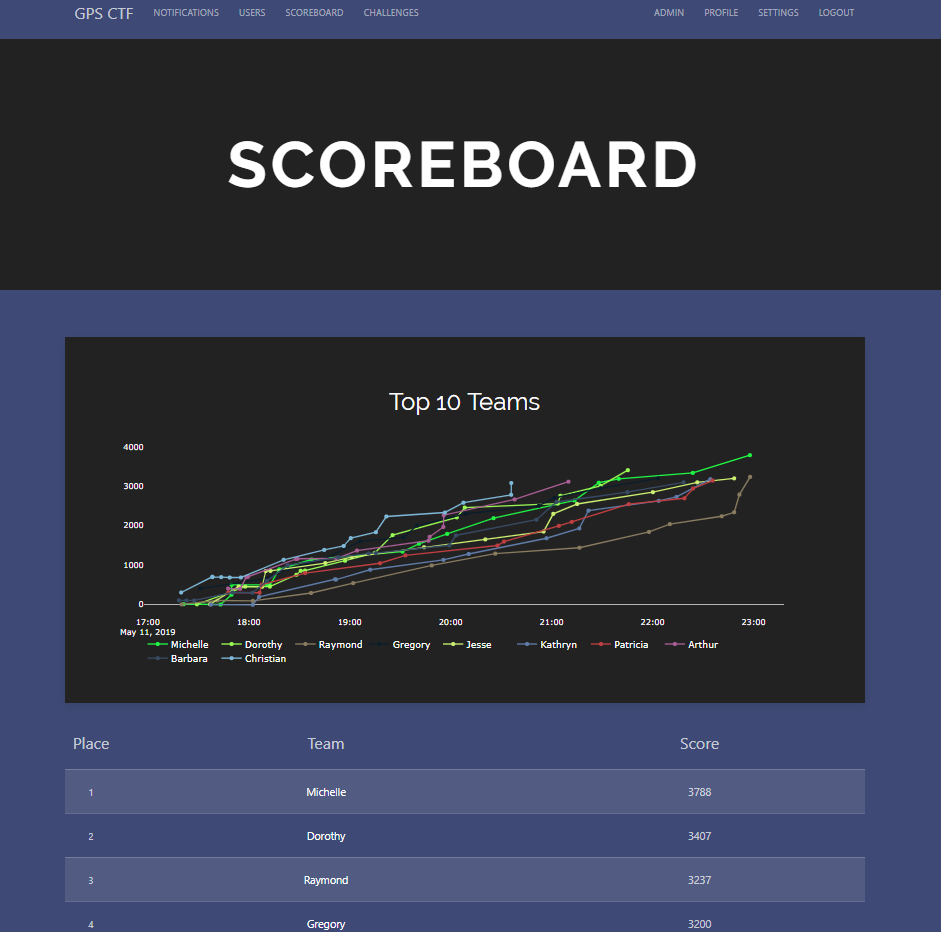 GPS CTF NOTIFICATIONS USERS SCOREBOARD CHALLENGES ADMIN PROFILE SETTINGS LOGOUT
SCOREBOARD
Top 10 Teams
4000
3000
2000
1000
0
17:00 18:00 19:00 20:00 21:00 22:00 23:00
May 11, 2019
Michelle Dorothy Raymond Gregory Jesse Kathryn Patricia Arthur
Barbara Christian
Place Team Score
1 Michelle 3788
2 Dorothy 3407
3 Raymond 3237
4 Gregory 3200